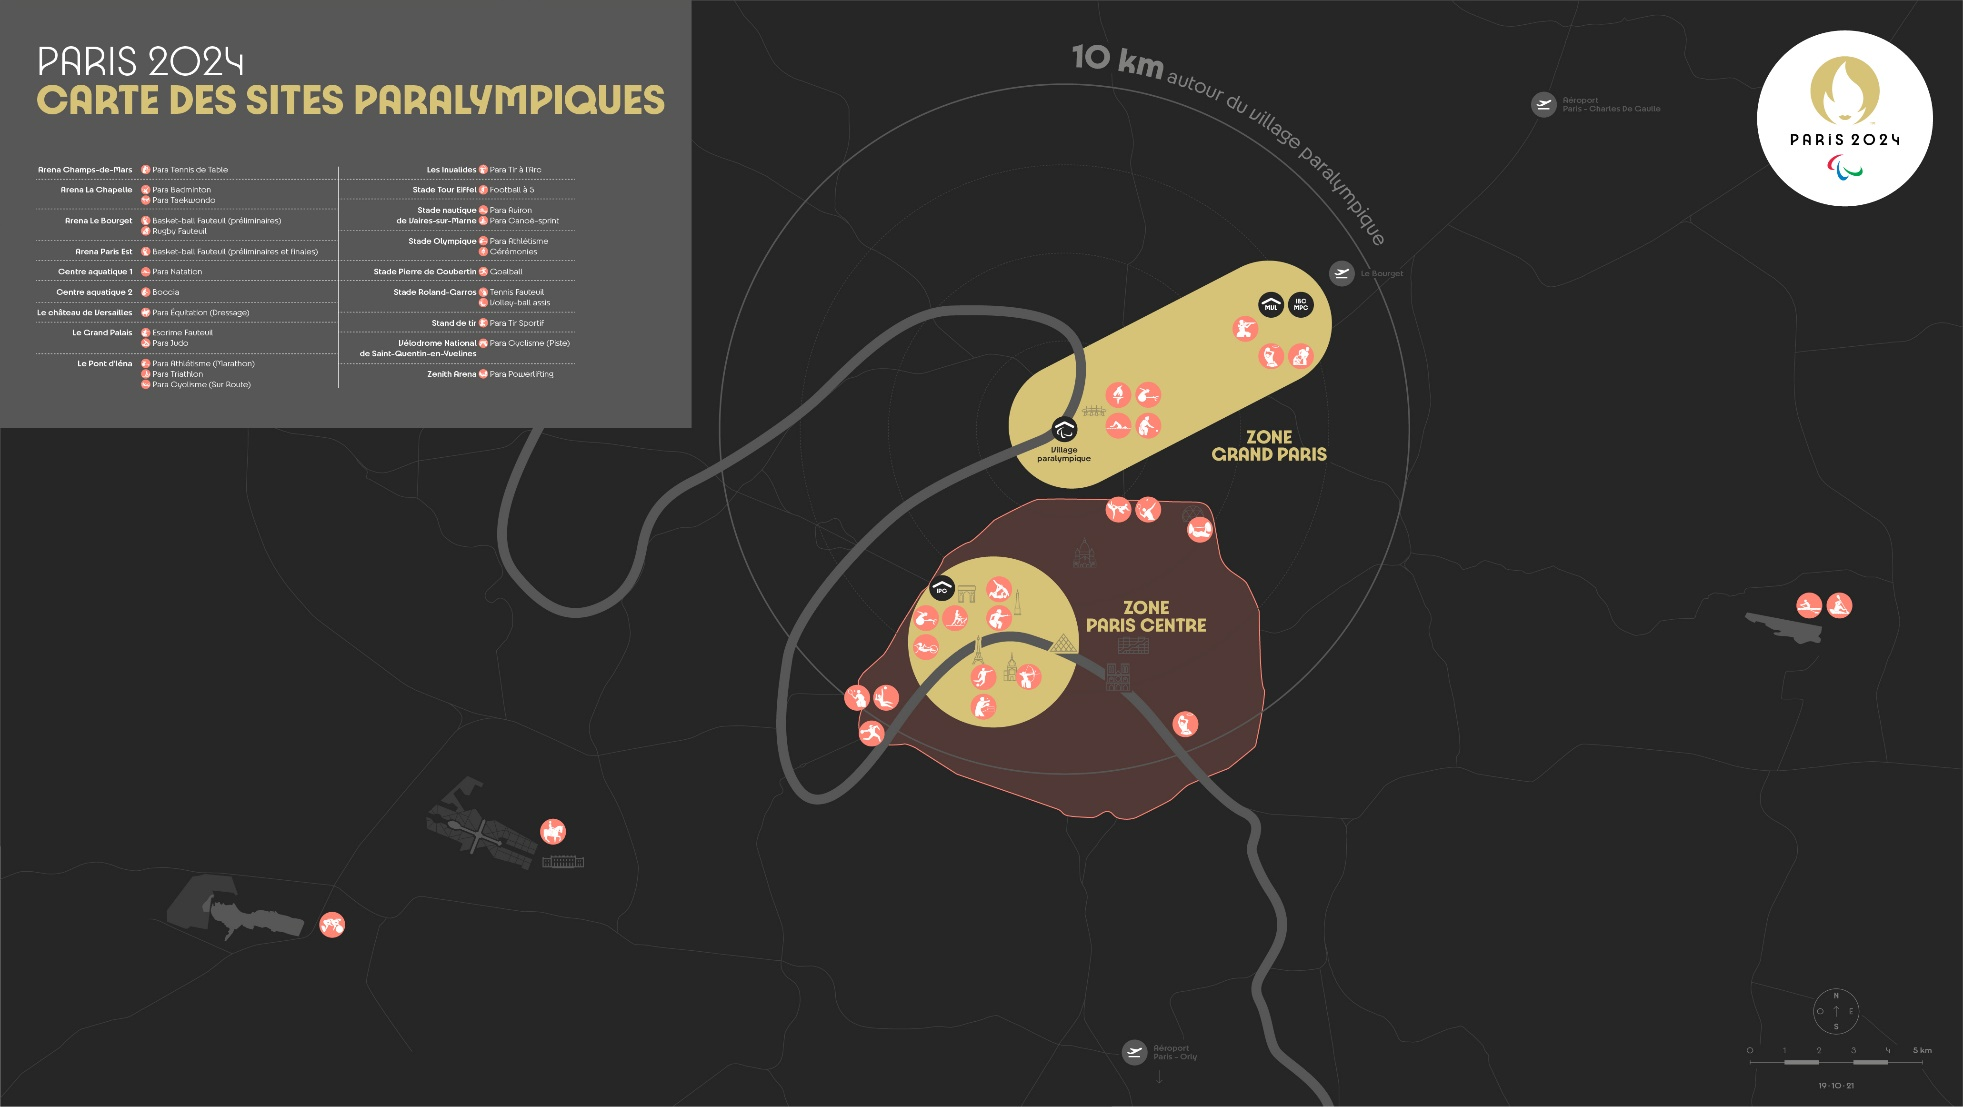 PARIS 2024
CARTE DES SITES PARALYMPIQUES
Arena Champs-de-Mars Para Tennis de Table
Arena La Chapelle Para Badminton
Para Taekwondo
Arena Le Bourget Basket-ball Fauteuil (préliminaires)
Rugby Fauteuil
Arena Paris Est Basket-ball Fauteuil (préliminaires et finales)
Centre aquatique 1 Para Natation
Centre aquatique 2 Boccia
Le château de Versailles Para Équitation (Dressage)
Le Grand Palais Escrime Fauteuil
Para Judo
Le Pont d'Iéna Para Athlétisme (Marathon)
Para Triathlon
Para Cyclisme (Sur Route)
Les Invalides Para Tir à l'Arc
Stade Tour Eiffel Football à 5
Stade nautique Para Aviron
de Vaires-sur-Marne Para Canoë-sprint
Stade Olympique Para Athlétisme
Cérémonies
Stade Pierre de Coubertin Goalball
Stade Roland-Garros Tennis Fauteuil
Volley-ball assis
Stand de tir Para Tir Sportif
Vélodrome National Para Cyclisme (Piste)
de Saint-Quentin-en-Yvelines
Zenith Arena Para Powerlifting
10 km autour du village paralympique
Aéroport
Paris - Charles De Gaulle
PARIS 2024
Le Bourget
MUL
IBC
MPC
Village
paralympique
ZONE
GRAND PARIS
IPC
ZONE
PARIS CENTRE
Aéroport
Paris - Orly
N
O E
S
0 1 2 3 4 5 km
19-10-21